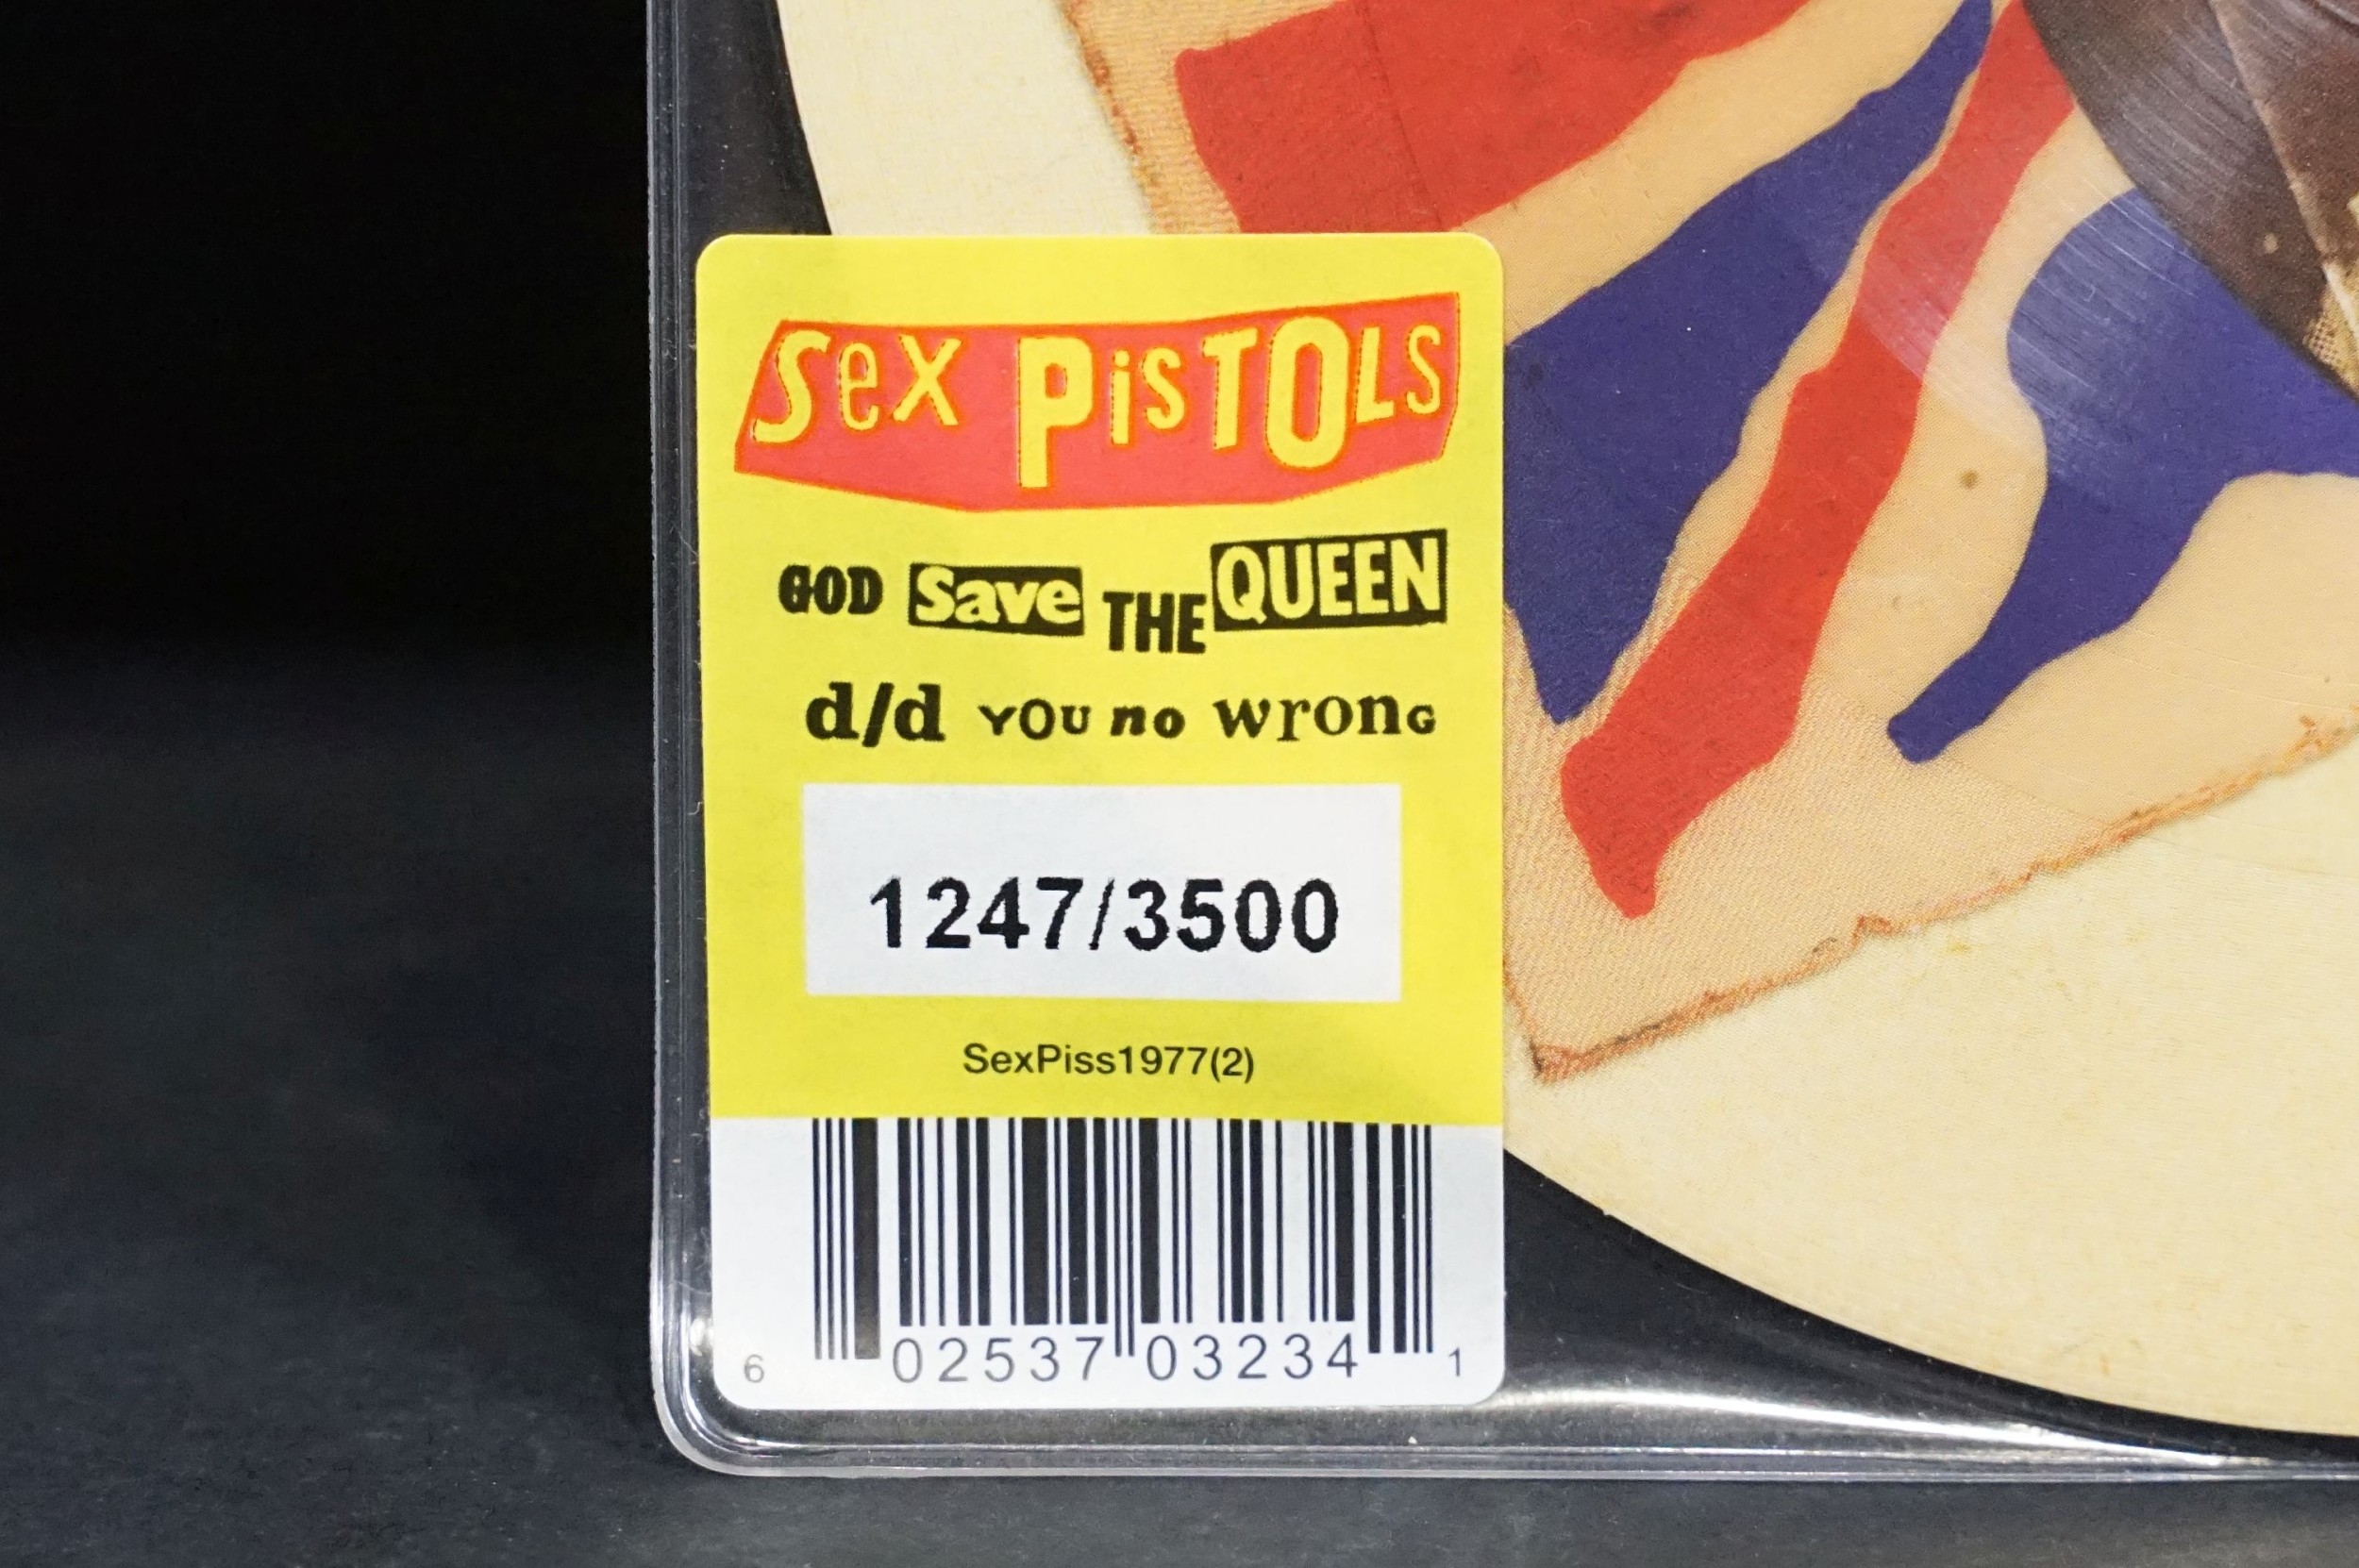 Sex PisTOLS
GOD Save THE QUEEN
d/d YOU no wronG
1247/3500
SexPiss1977(2)
6 02537 03234 1